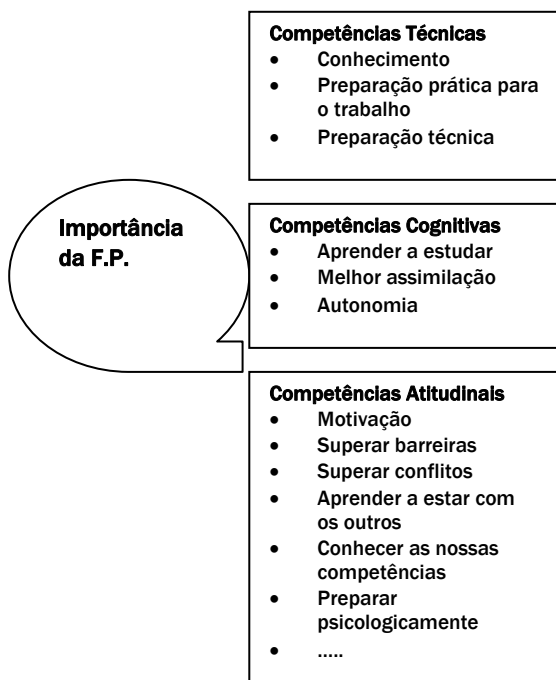 Competências Técnicas
• Conhecimento
• Preparação prática para
o trabalho
• Preparação técnica
Importância
da F.P.
Competências Cognitivas
• Aprender a estudar
• Melhor assimilação
• Autonomia
Competências Atitudinais
• Motivação
• Superar barreiras
• Superar conflitos
• Aprender a estar com
os outros
• Conhecer as nossas
competências
• Preparar
psicologicamente
• .....